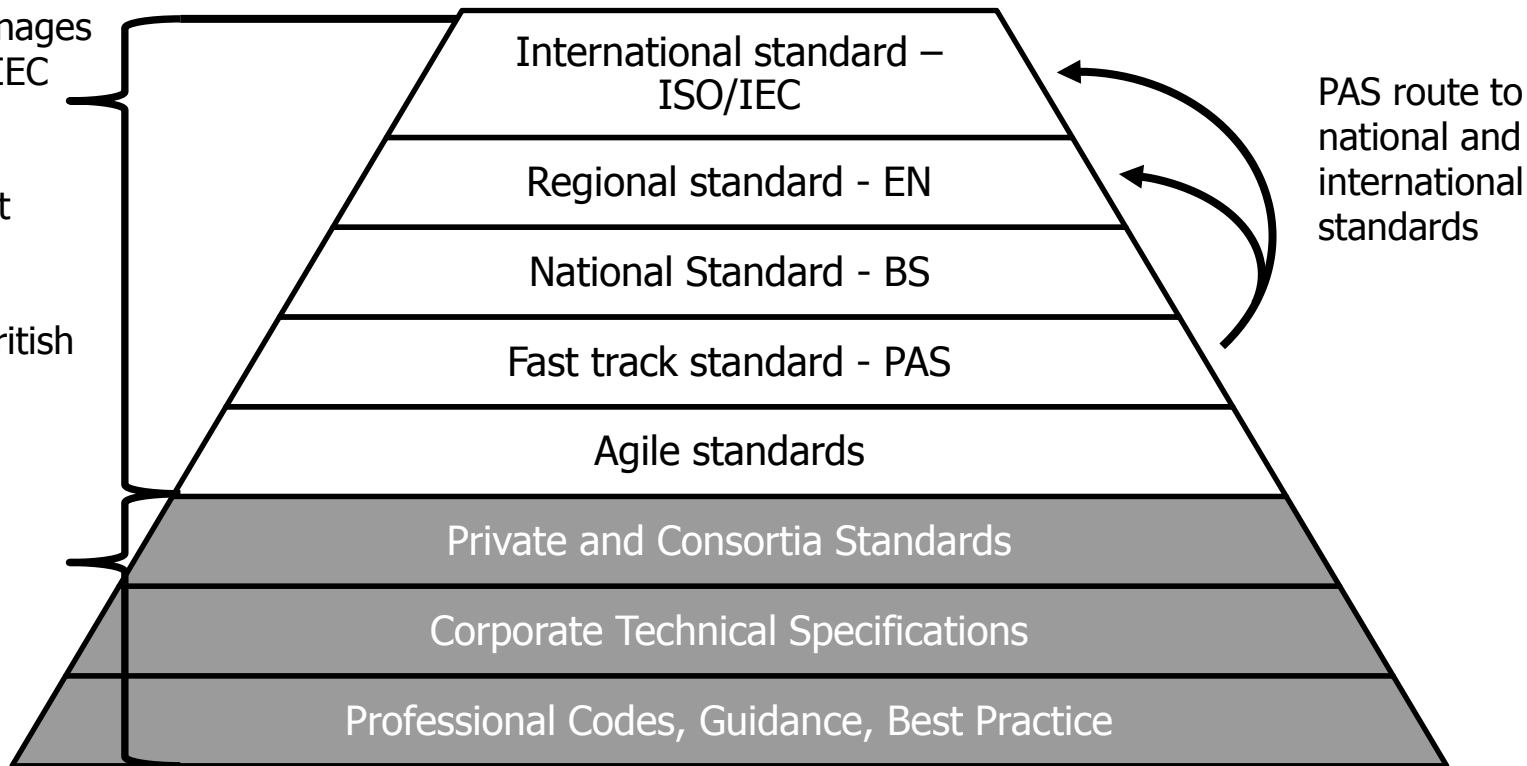 International standard –
ISO/IEC
Regional standard - EN
National Standard - BS
Fast track standard - PAS
Agile standards
Private and Consortia Standards
Corporate Technical Specifications
Professional Codes, Guidance, Best Practice
PAS route to
national and
international
standards